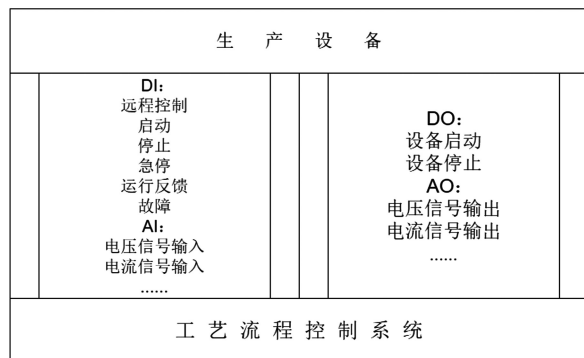 生产设备
DI：
远程控制
启动
停止
急停
运行反馈
故障
AI：
电压信号输入
电流信号输入
......
DO：
设备启动
设备停止
AO：
电压信号输出
电流信号输出
......
工艺流程控制系统